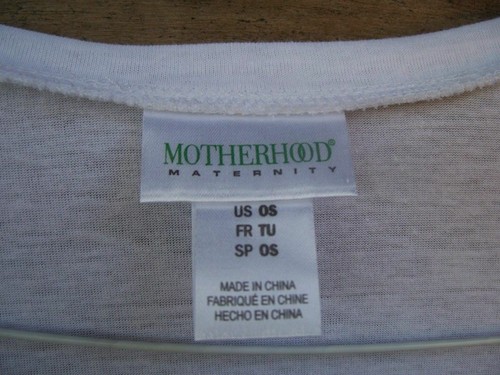 MOTHERHOOD®
MATERNITY
US OS
FR TU
SP OS
MADE IN CHINA
FABRIQUÉ EN CHINE
HECHO EN CHINA